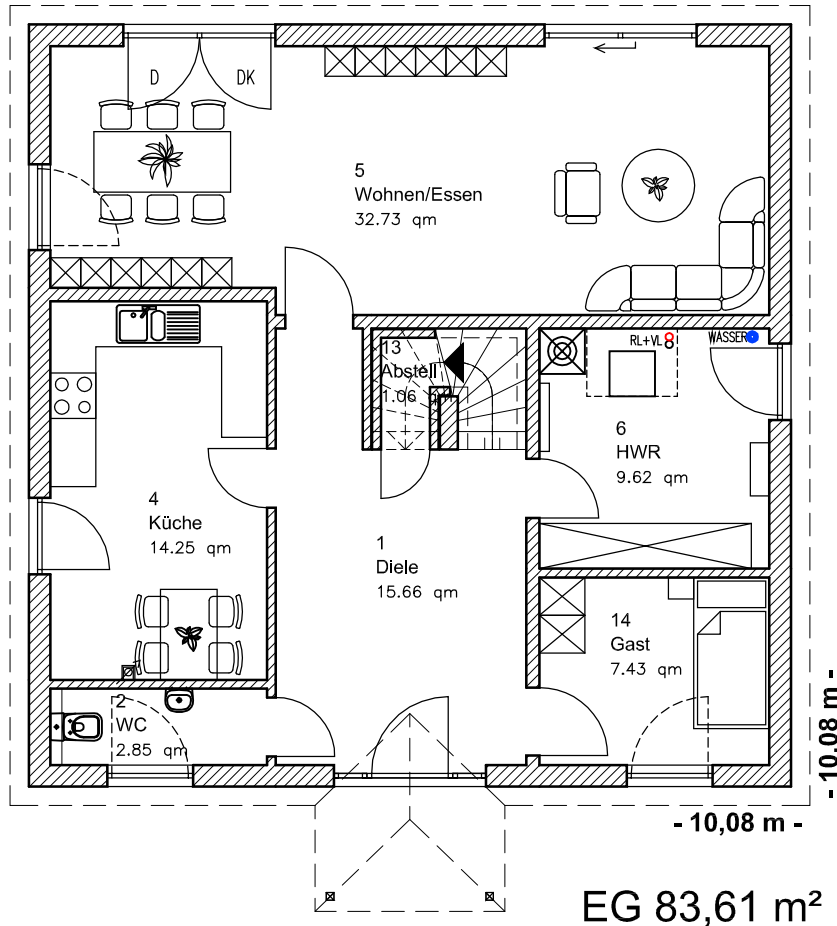 D
DK
5
Wohnen/Essen
32.73 qm
13
Abstell
1.06 qm
RL+VL
WASSER
6
HWR
9.62 qm
4
Küche
14.25 qm
1
Diele
15.66 qm
14
Gast
7.43 qm
2
WC
2.85 qm
- 10,08 m -
- 10,08 m -
EG 83,61 m²